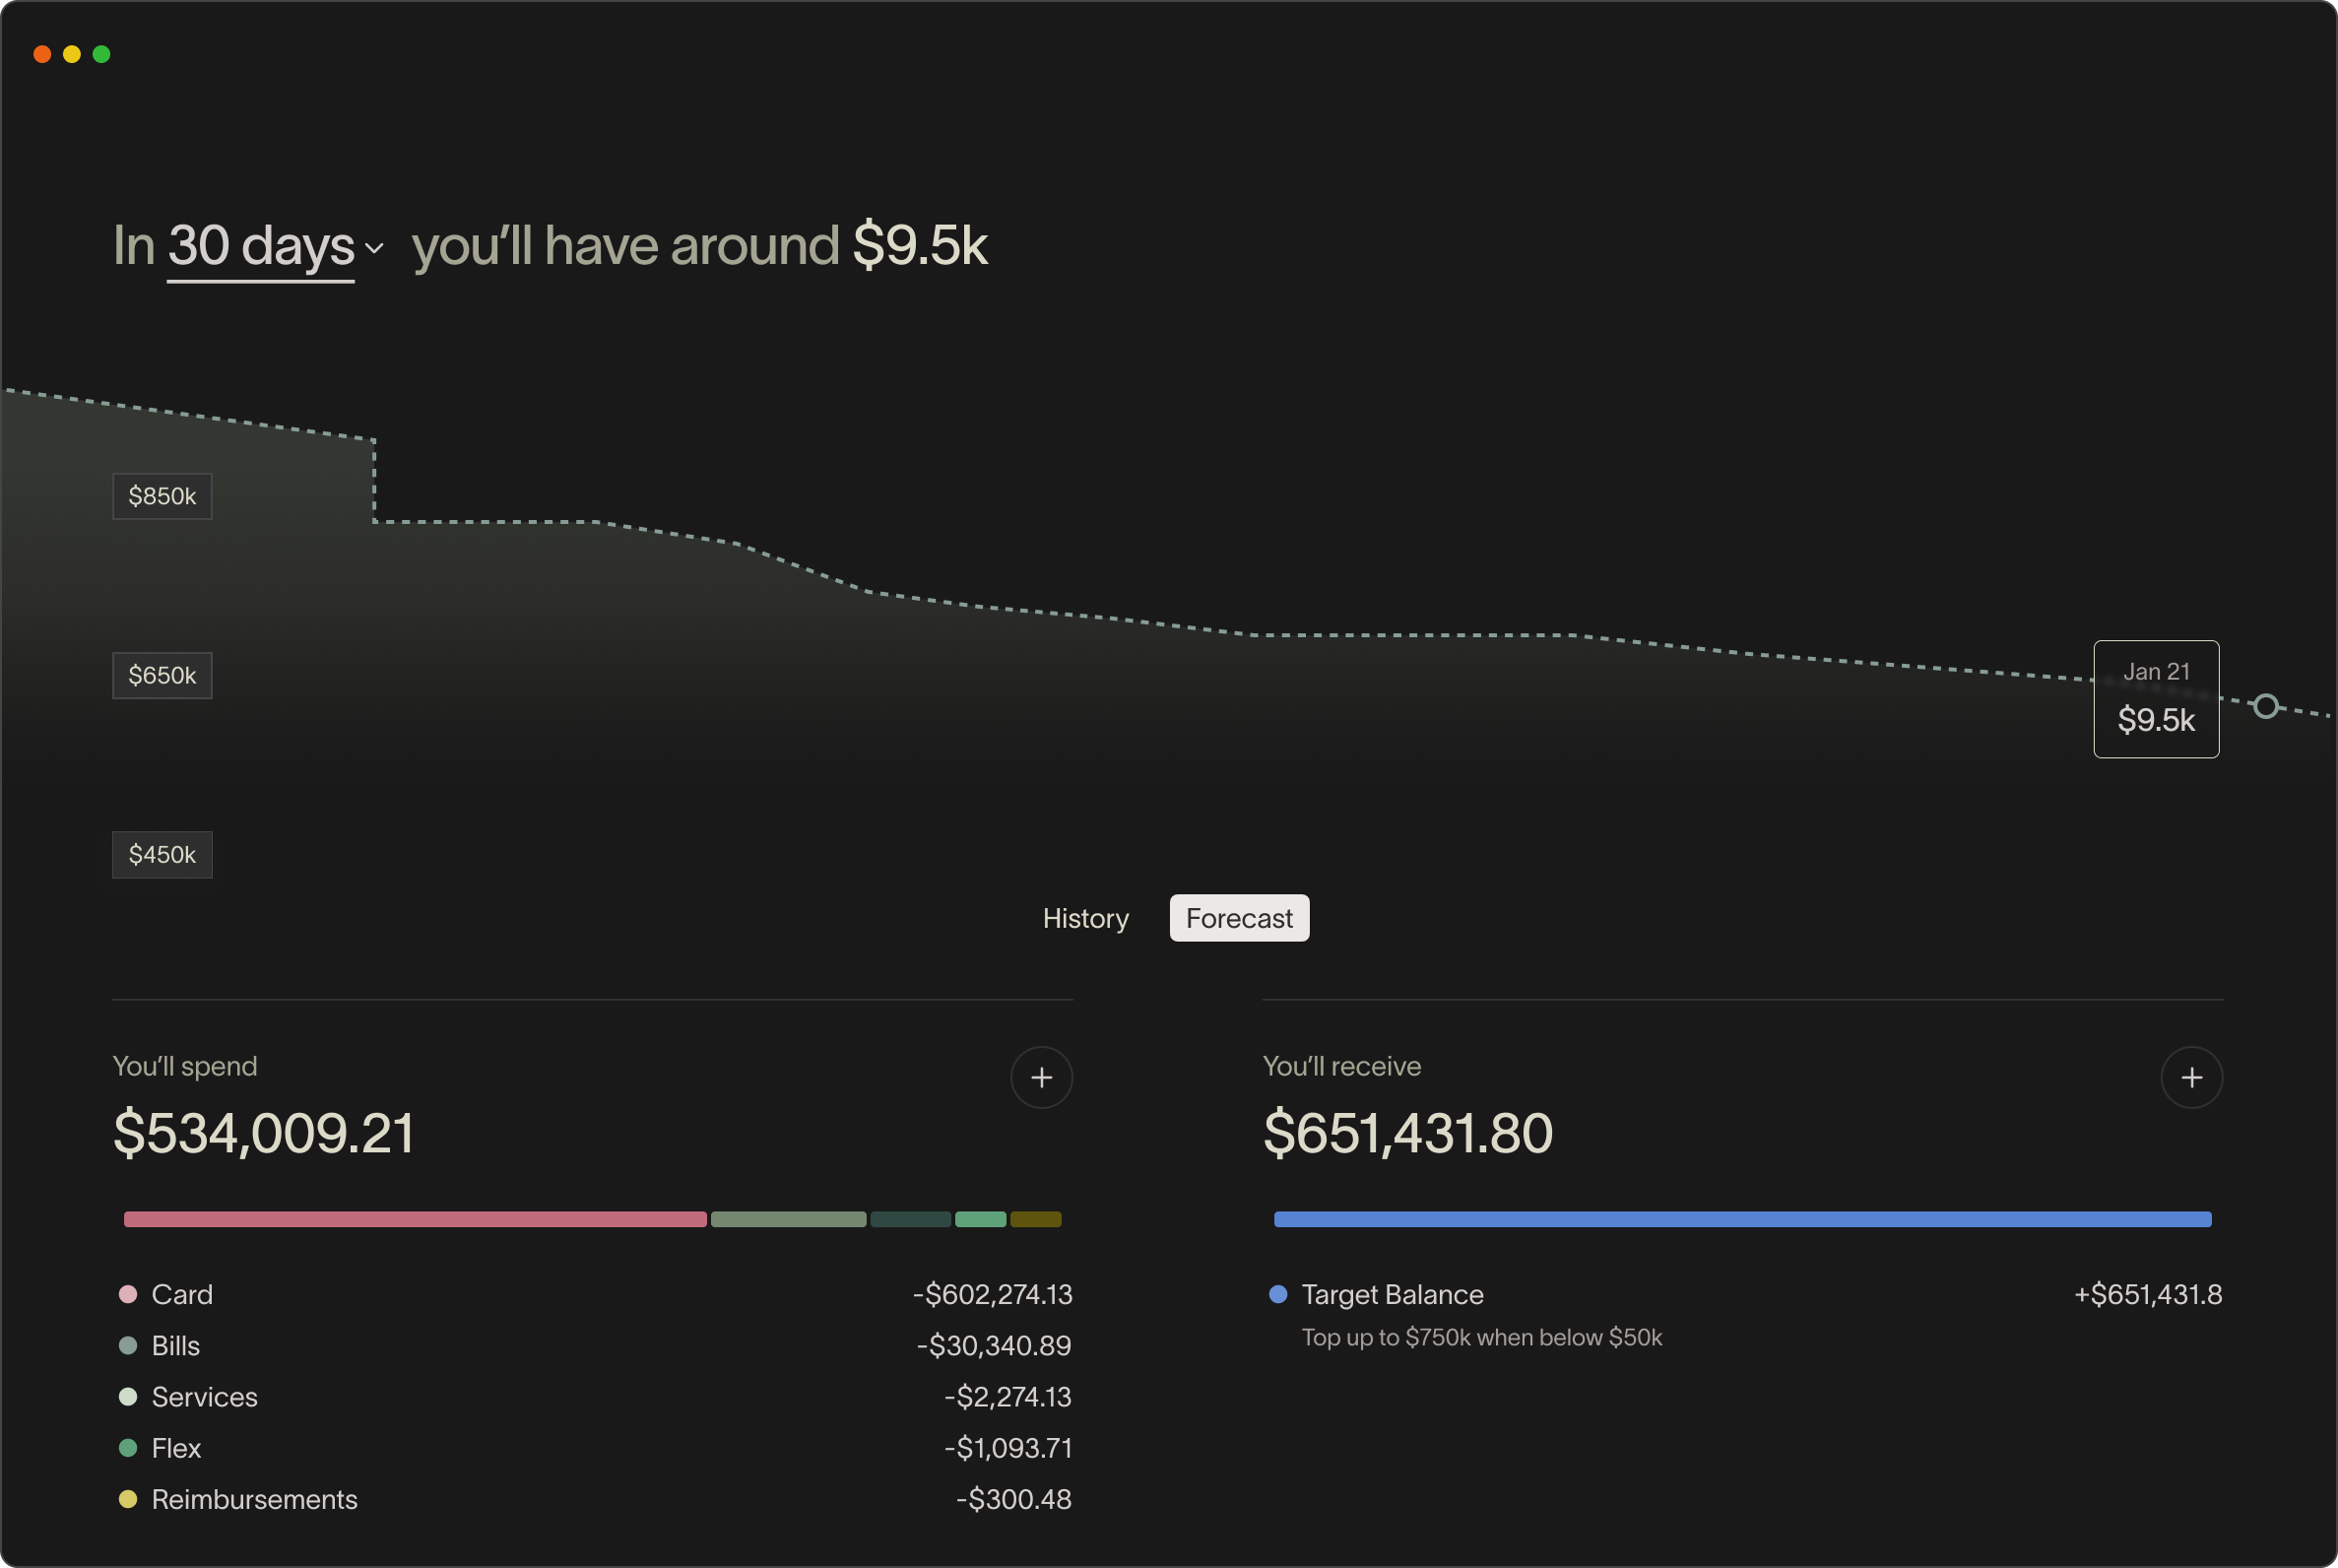 In 30 days you’ll have around $9.5k
$850k
$650k
Jan 21
$9.5k
$450k
History Forecast
You’ll spend
$534,009.21
Card -$602,274.13
Bills -$30,340.89
Services -$2,274.13
Flex -$1,093.71
Reimbursements -$300.48
You’ll receive
$651,431.80
Target Balance +$651,431.8
Top up to $750k when below $50k